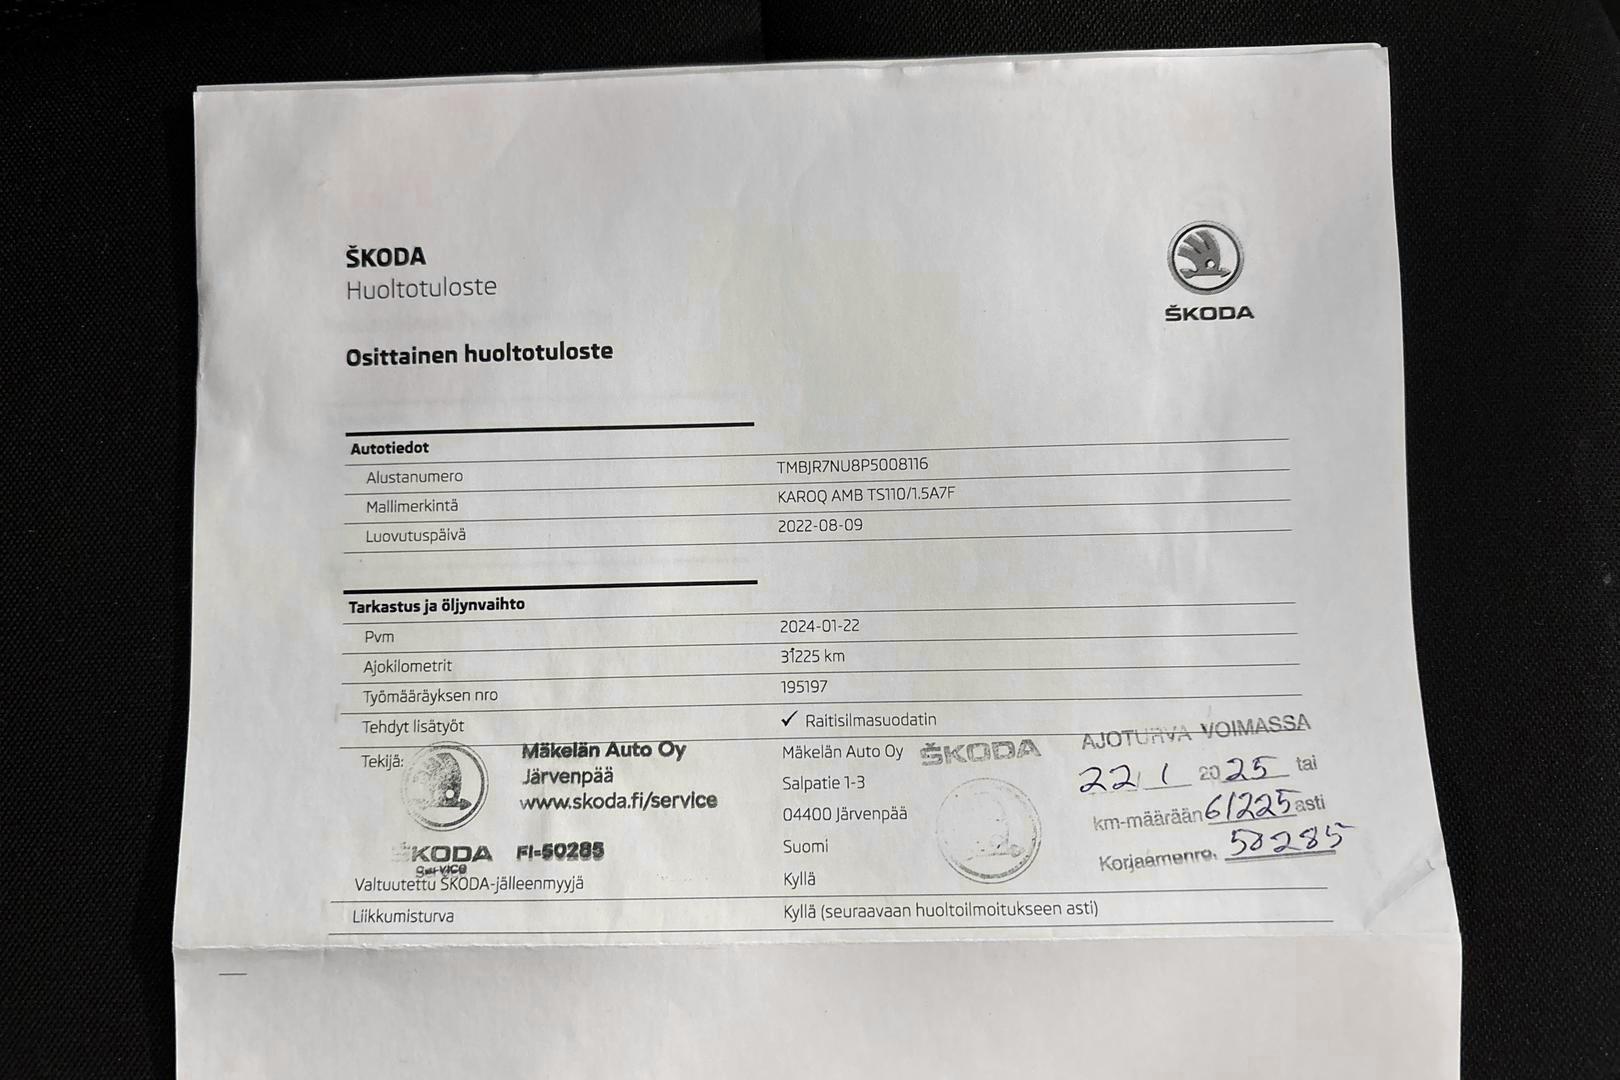 ŠKODA
Huoltotuloste
ŠKODA
Osittainen huoltotuloste
Autotiedot
Alustanumero TMBJR7NU8P5008116
Mallimerkintä KAROQ AMB TS110/1.5A7F
Luovutuspäivä 2022-08-09
Tarkastus ja öljynvaihto
Pvm 2024-01-22
Ajokilometrit 31225 km
Työmääräyksen nro 195197
Tehdyt lisätyöt ✓ Raitisilmasuodatin
Tekijä: Mäkelän Auto Oy
Järvenpää
www.skoda.fi/service
ŠKODA FI-50285
Service
Mäkelän Auto Oy ŠKODA
Salpatie 1-3
04400 Järvenpää
Suomi
AJOTURVA VOIMASSA
22/1 2025 tai
km-määrään 61225 asti
Korjaamonro. 50285
Valtuutettu ŠKODA-jälleenmyyjä Kyllä
Liikkumisturva Kyllä (seuraavaan huoltoilmoitukseen asti)